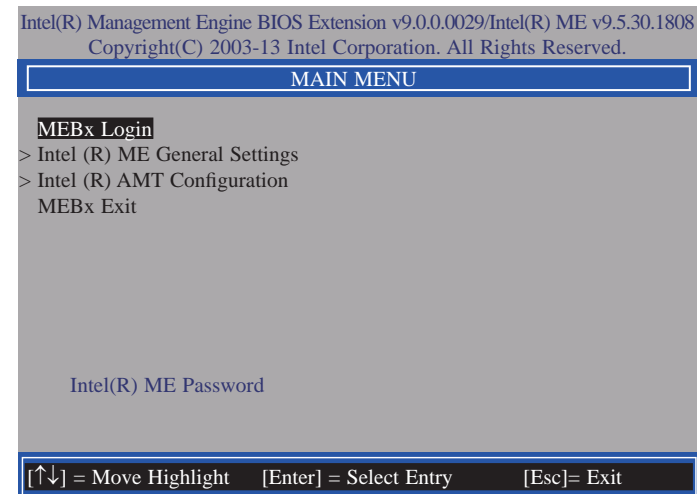 Intel(R) Management Engine BIOS Extension v9.0.0.0029/Intel(R) ME v9.5.30.1808
Copyright(C) 2003-13 Intel Corporation. All Rights Reserved.
MAIN MENU
MEBx Login
> Intel (R) ME General Settings
> Intel (R) AMT Configuration
MEBx Exit
Intel(R) ME Password
[↑↓] = Move Highlight [Enter] = Select Entry [Esc]= Exit